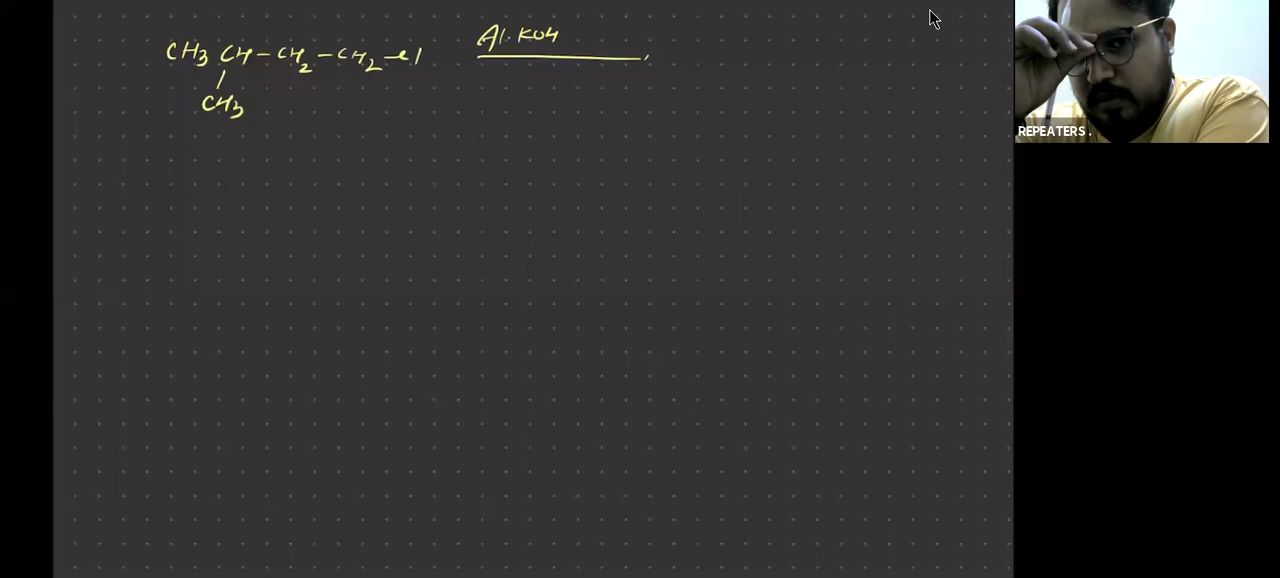 CH3 CH-CH2-CH2-Cl Al. KOH
|
CH3
REPEATERS .